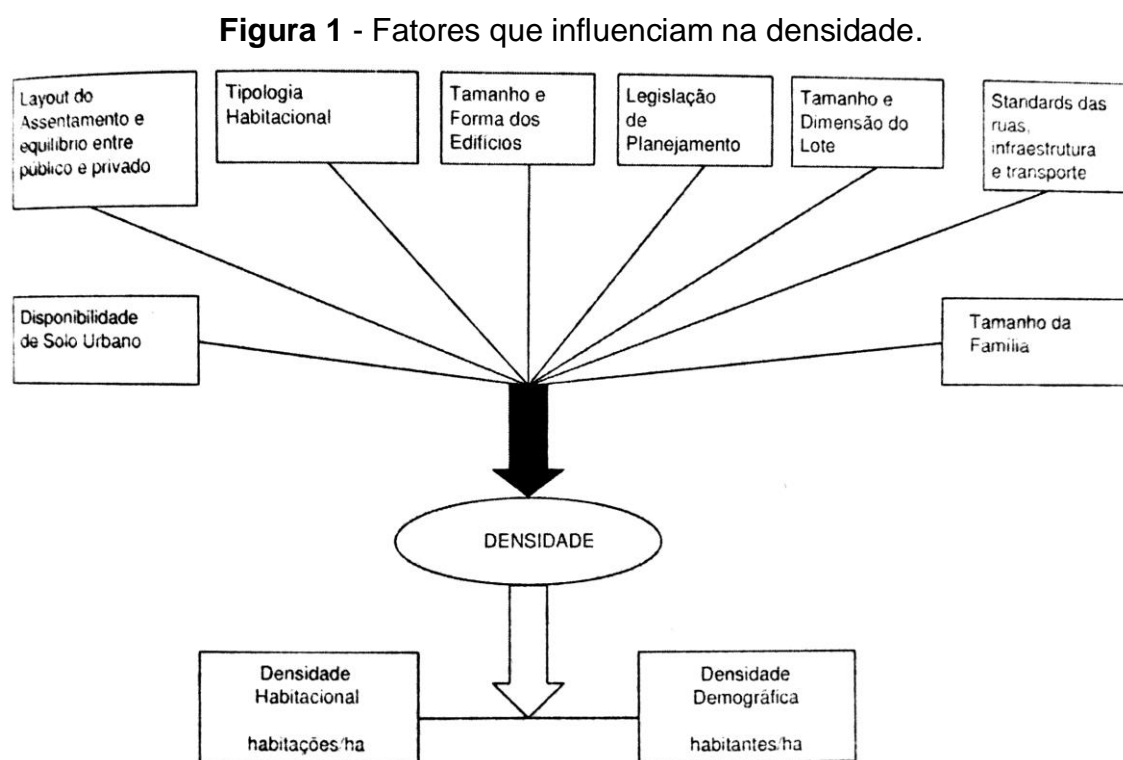 Figura 1 - Fatores que influenciam na densidade.
Layout do
Assentamento e
equilíbrio entre
público e privado
Tipologia
Habitacional
Tamanho e
Forma dos
Edifícios
Legislação
de
Planejamento
Tamanho e
Dimensão do
Lote
Standards das
ruas,
infraestrutura
e transporte
Disponibilidade
de Solo Urbano
Tamanho da
Família
DENSIDADE
Densidade
Habitacional
habitações/ha
Densidade
Demográfica
habitantes/ha